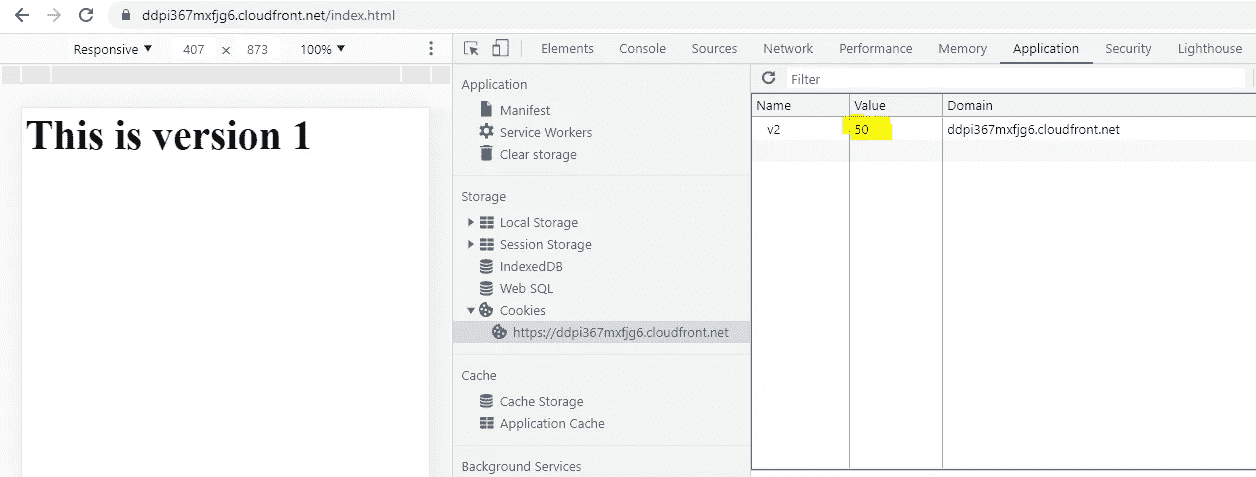 ddpi367mxfjg6.cloudfront.net/index.html
Responsive ▼ 407 × 873 100% ▼
Elements Console Sources Network Performance Memory Application Security Lighthouse
Filter
This is version 1
Application
Manifest
Service Workers
Clear storage
Storage
Local Storage
Session Storage
IndexedDB
Web SQL
Cookies
https://ddpi367mxfjg6.cloudfront.net
Cache
Cache Storage
Application Cache
Background Services
Name Value Domain
v2 50 ddpi367mxfjg6.cloudfront.net